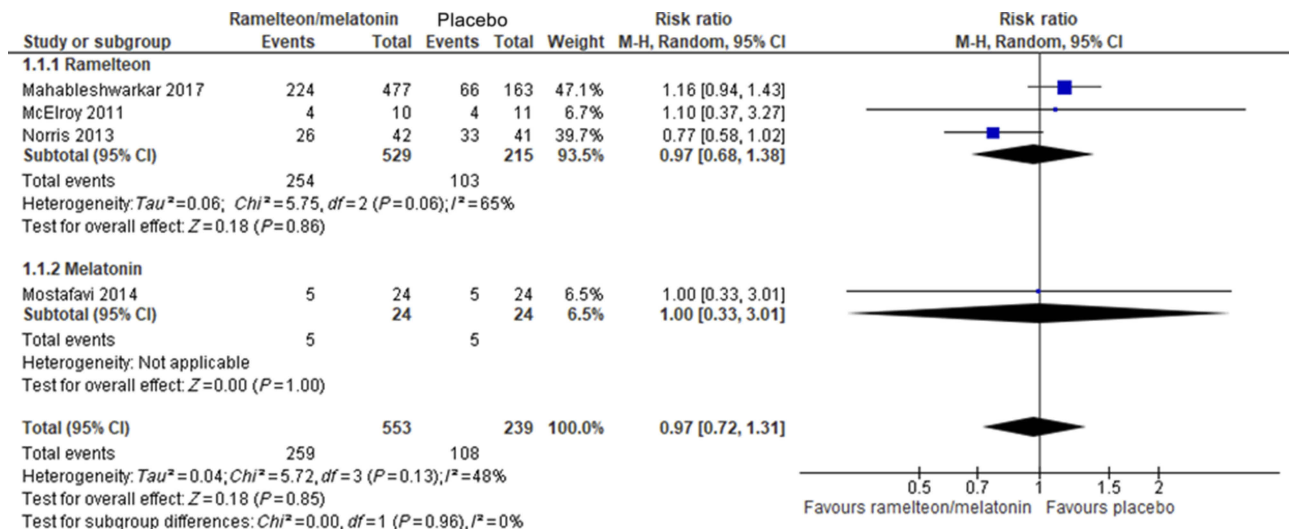 Ramelteon/melatonin Placebo Risk ratio Risk ratio
Study or subgroup Events Total Events Total Weight M-H, Random, 95% CI M-H, Random, 95% CI
1.1.1 Ramelteon
Mahableshwarkar 2017 224 477 66 163 47.1% 1.16 [0.94, 1.43]
McElroy 2011 4 10 4 11 6.7% 1.10 [0.37, 3.27]
Norris 2013 26 42 33 41 39.7% 0.77 [0.58, 1.02]
Subtotal (95% CI) 529 215 93.5% 0.97 [0.68, 1.38]
Total events 254 103
Heterogeneity: Tau²=0.06; Chi²=5.75, df=2 (P=0.06); I²=65%
Test for overall effect: Z=0.18 (P=0.86)
1.1.2 Melatonin
Mostafavi 2014 5 24 5 24 6.5% 1.00 [0.33, 3.01]
Subtotal (95% CI) 24 24 6.5% 1.00 [0.33, 3.01]
Total events 5 5
Heterogeneity: Not applicable
Test for overall effect: Z=0.00 (P=1.00)
Total (95% CI) 553 239 100.0% 0.97 [0.72, 1.31]
Total events 259 108
Heterogeneity: Tau²=0.04; Chi²=5.72, df=3 (P=0.13); I²=48%
Test for overall effect: Z=0.18 (P=0.85)
Test for subgroup differences: Chi²=0.00, df=1 (P=0.96), I²=0%
0.5 0.7 1 1.5 2
Favours ramelteon/melatonin Favours placebo